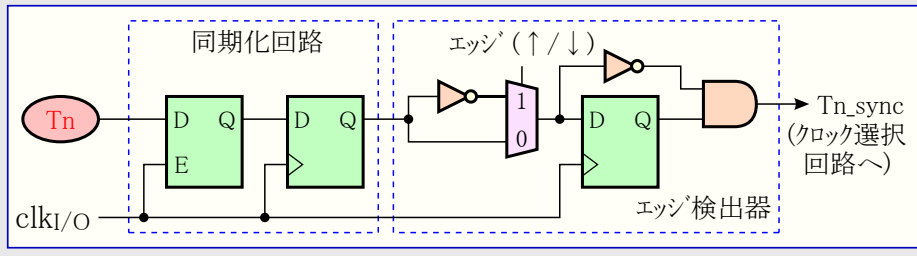 同期化回路
エッジ(↑/↓)
Tn
D Q
E
D Q
1
0
D Q
Tn_sync
(クロック選択
回路へ)
clkI/O
エッジ検出器